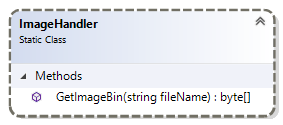 ImageHandler
Static Class
Methods
GetImageBin(string fileName) : byte[]